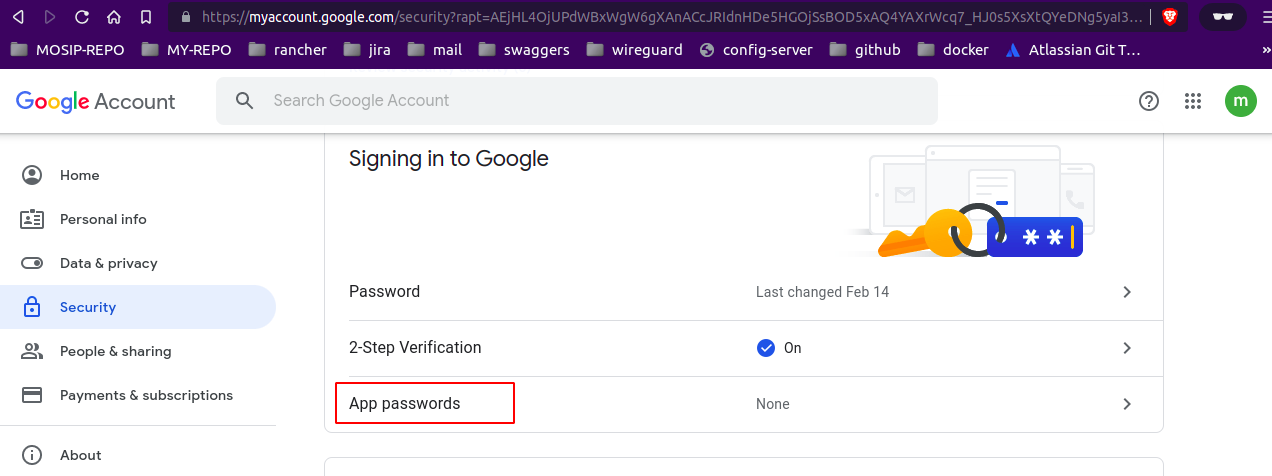 https://myaccount.google.com/security?rapt=AEjHL4OjUPdWBxWgW6gXAnACcJRIdnHDe5HGOjSsBOD5xAQ4YAXrWcq7_HJ0s5XsXtQYeDNg5yaI3...
MOSIP-REPO MY-REPO rancher jira mail swaggers wireguard config-server github docker Atlassian Git T... »
Google Account Search Google Account m
Signing in to Google
Home
Personal info
Data & privacy
Security
People & sharing
Payments & subscriptions
About
Password Last changed Feb 14
2-Step Verification On
App passwords None